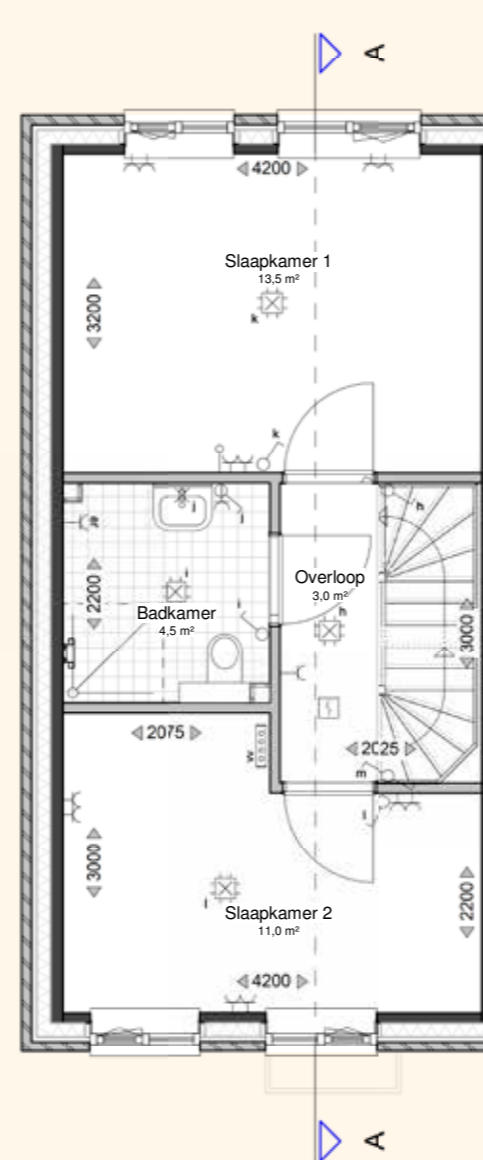 A
4200
Slaapkamer 1
13,5 m²
k
3200
k
h
j
j
i
2200
Badkamer
4,5 m²
i
Overloop
3,0 m²
h
3000
2075
2025
m
3000
l
l
Slaapkamer 2
11,0 m²
2200
4200
A